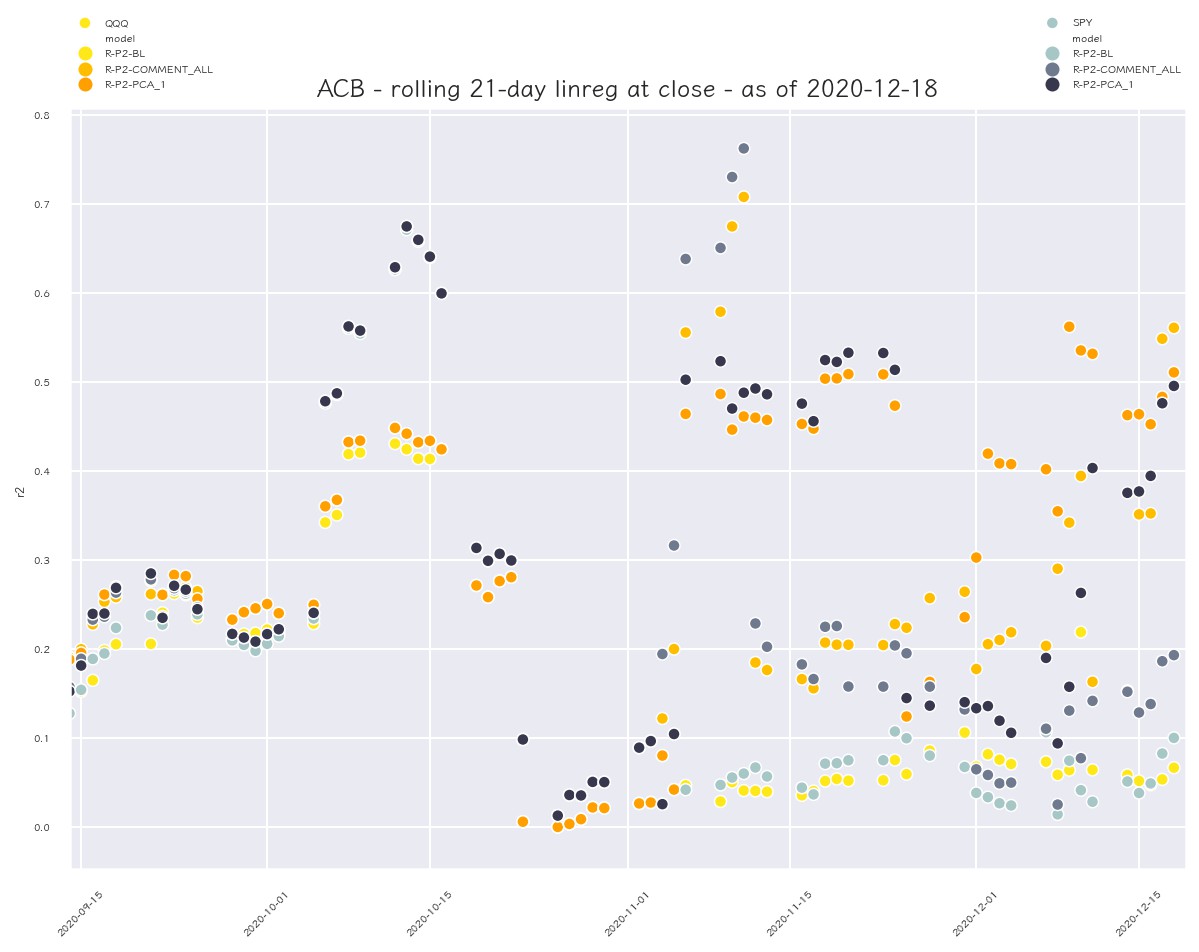 QQQ
model
R-P2-BL
R-P2-COMMENT_ALL
R-P2-PCA_1
SPY
model
R-P2-BL
R-P2-COMMENT_ALL
R-P2-PCA_1
ACB - rolling 21-day linreg at close - as of 2020-12-18
0.8
0.7
0.6
0.5
0.4
0.3
0.2
0.1
0.0
r2
2020-09-15
2020-10-01
2020-10-15
2020-11-01
2020-11-15
2020-12-01
2020-12-15